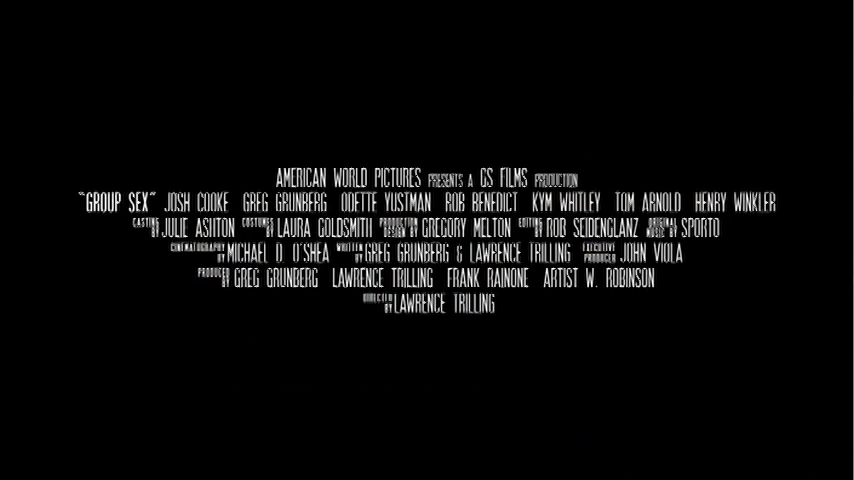 AMERICAN WORLD PICTURES PRESENTS A GS FILMS PRODUCTION
"GROUP SEX" JOSH COOKE GREG GRUNBERG ODETTE YUSTMAN ROB BENEDICT KYM WHITLEY TOM ARNOLD HENRY WINKLER
CASTING BY JULIE ASHTON COSTUMES BY LAURA GOLDSMITH PRODUCTION DESIGN BY GREGORY MELTON EDITING BY ROB SEIDENGLANZ ORIGINAL MUSIC BY SPORTO
CINEMATOGRAPHY BY MICHAEL D. O'SHEA WRITTEN BY GREG GRUNBERG & LAWRENCE TRILLING EXECUTIVE PRODUCER JOHN VIOLA
PRODUCED BY GREG GRUNBERG LAWRENCE TRILLING FRANK RAINONE ARTIST W. ROBINSON
DIRECTED BY LAWRENCE TRILLING